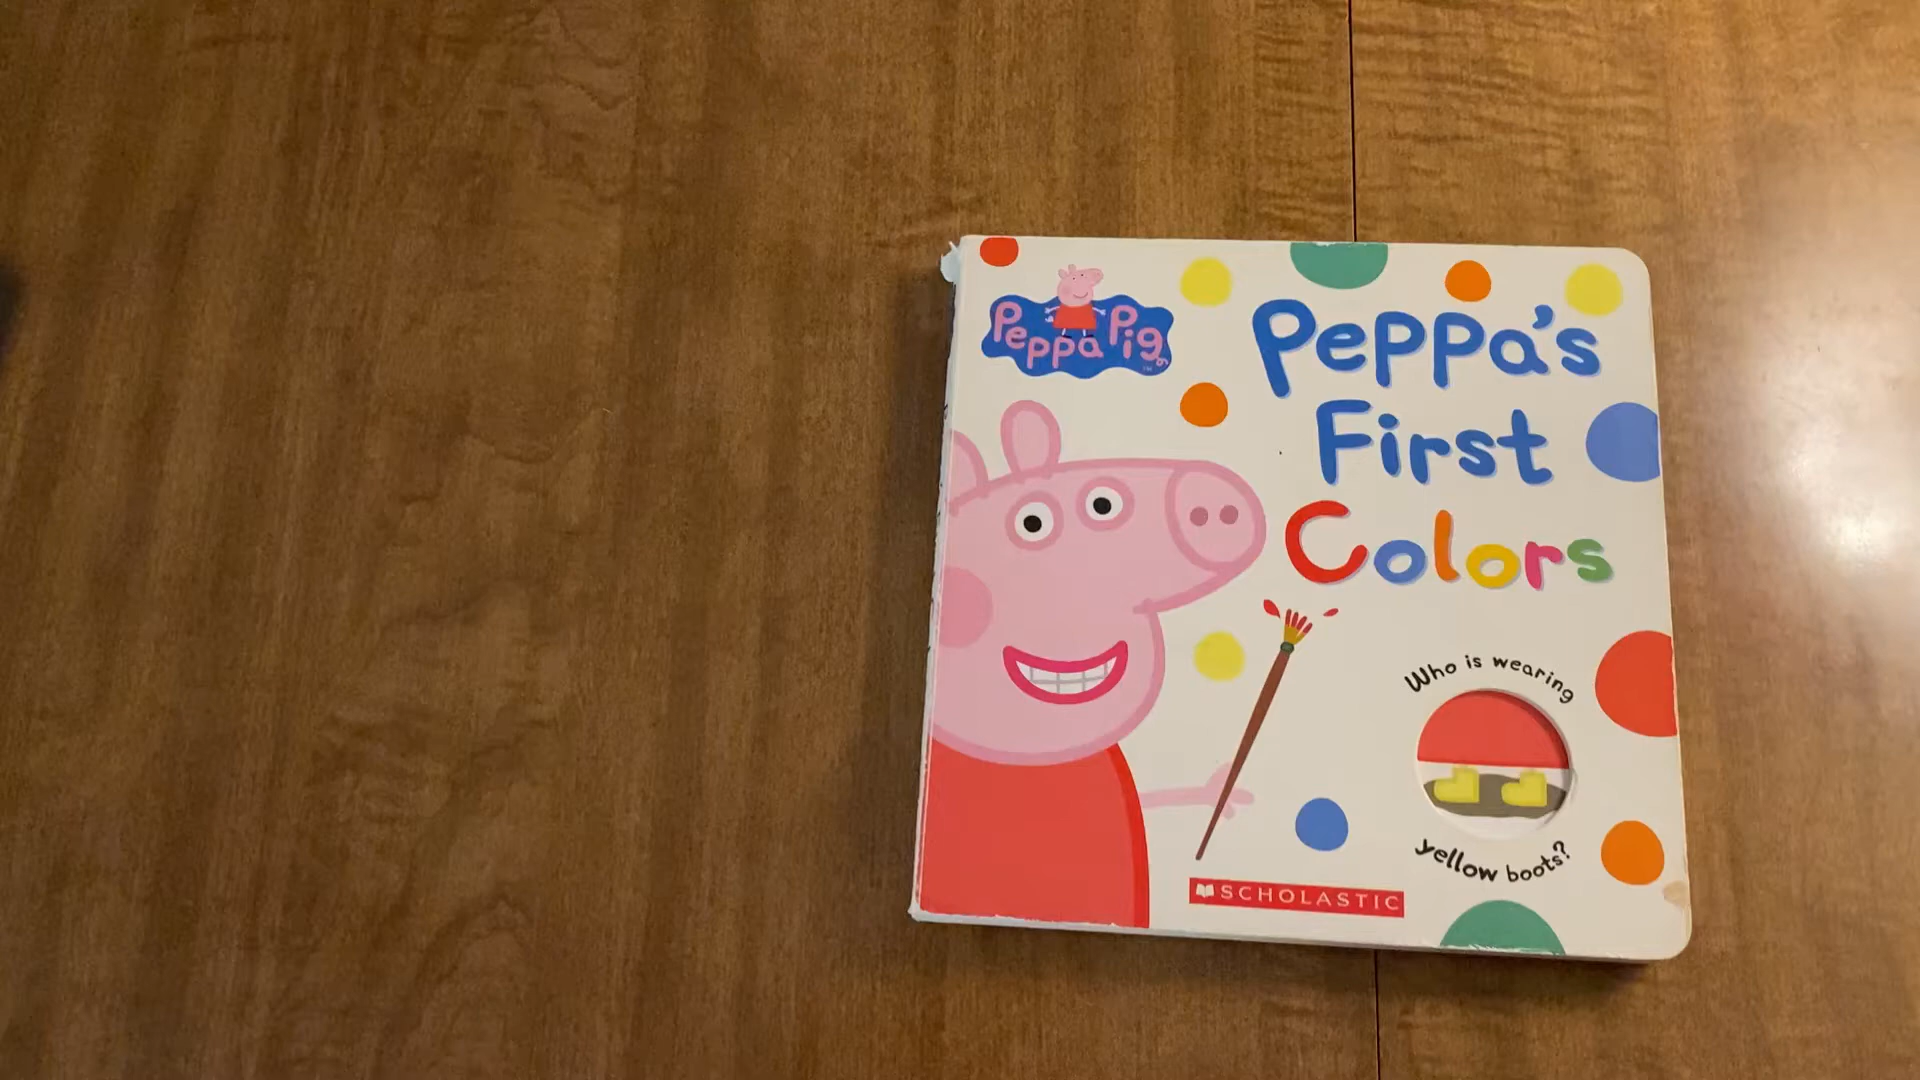 Peppa Pig
Peppa's
First
Colors
Who is wearing
yellow boots?
SCHOLASTIC